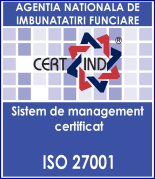 AGENTIA NATIONALA DE
IMBUNATATIRI FUNCIARE
CERT IND ®
Sistem de management
certificat
ISO 27001